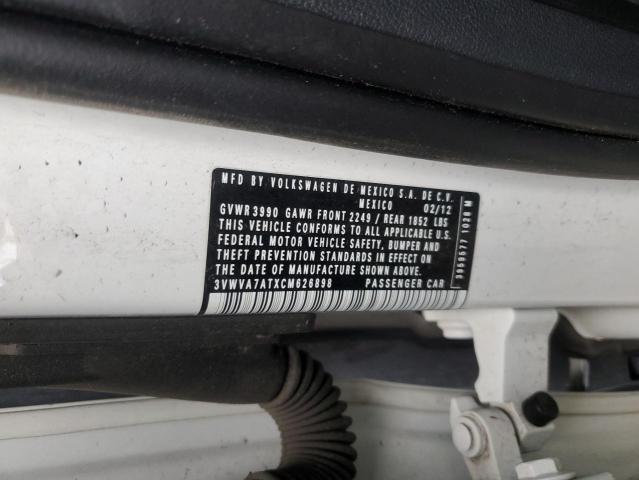 MFD BY VOLKSWAGEN DE MEXICO S.A. DE C.V.
MEXICO 02/12
GVWR 3990 GAWR FRONT 2249 / REAR 1852 LBS
THIS VEHICLE CONFORMS TO ALL APPLICABLE U.S.
FEDERAL MOTOR VEHICLE SAFETY, BUMPER AND
THEFT PREVENTION STANDARDS IN EFFECT ON THE
DATE OF MANUFACTURE SHOWN ABOVE.
3VWVA7ATXCM626898 PASSENGER CAR
3959577 1028 M